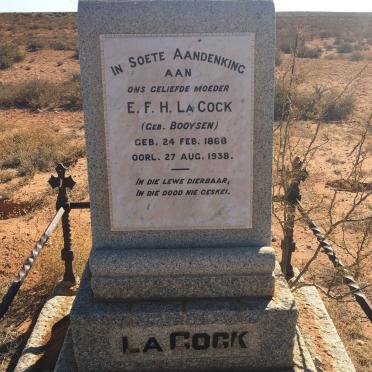 In Soete Aandenking
aan
ons geliefde moeder
E. F. H. La Cock
(geb. Booysen)
Geb. 24 Feb. 1868
Oorl. 27 Aug. 1938.
In die lewe dierbaar,
In die dood nie geskei.
La Cock